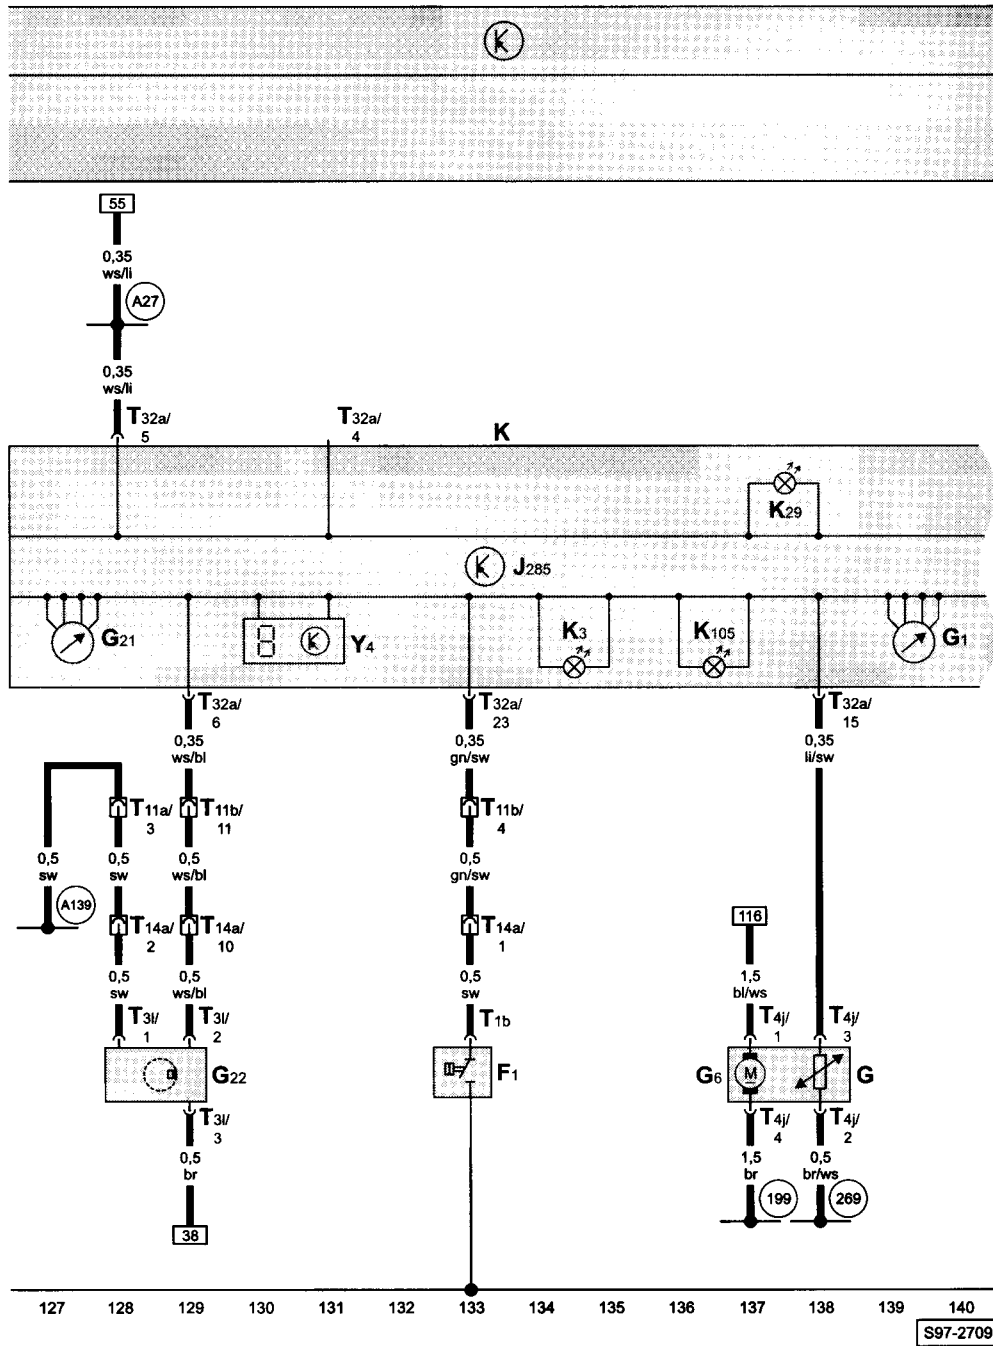 55
0,35
ws/li
A27
0,35
ws/li
T32a/
5
T32a/
4
K
K29
J285
G21
Y4
K3
K105
G1
T32a/
6
T32a/
23
T32a/
15
0,35
ws/bl
0,35
gn/sw
0,35
li/sw
T11a/
3
T11b/
11
T11b/
4
0,5
sw
0,5
sw
0,5
ws/bl
0,5
gn/sw
A139
T14a/
2
T14a/
10
T14a/
1
116
0,5
sw
0,5
ws/bl
0,5
sw
1,5
bl/ws
T3l/
1
T3l/
2
T1b
T4j/
1
T4j/
3
G22
F1
G6
M
G
T3l/
3
T4j/
4
T4j/
2
0,5
br
1,5
br
0,5
br/ws
199
269
38
127 128 129 130 131 132 133 134 135 136 137 138 139 140
S97-2709